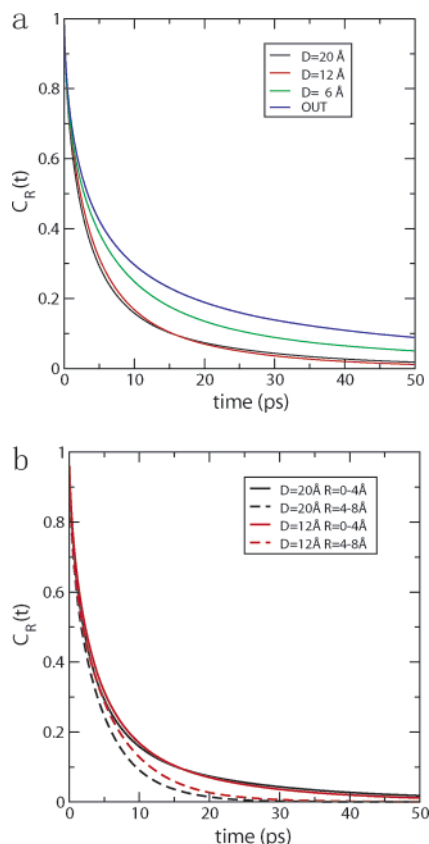 a
D=20 Å
D=12 Å
D= 6 Å
OUT
1
0.8
0.6
0.4
0.2
0
C_R(t)
0 10 20 30 40 50
time (ps)
b
D=20Å R=0-4Å
D=20Å R=4-8Å
D=12Å R=0-4Å
D=12Å R=4-8Å
1
0.8
0.6
0.4
0.2
0
C_R(t)
0 10 20 30 40 50
time (ps)